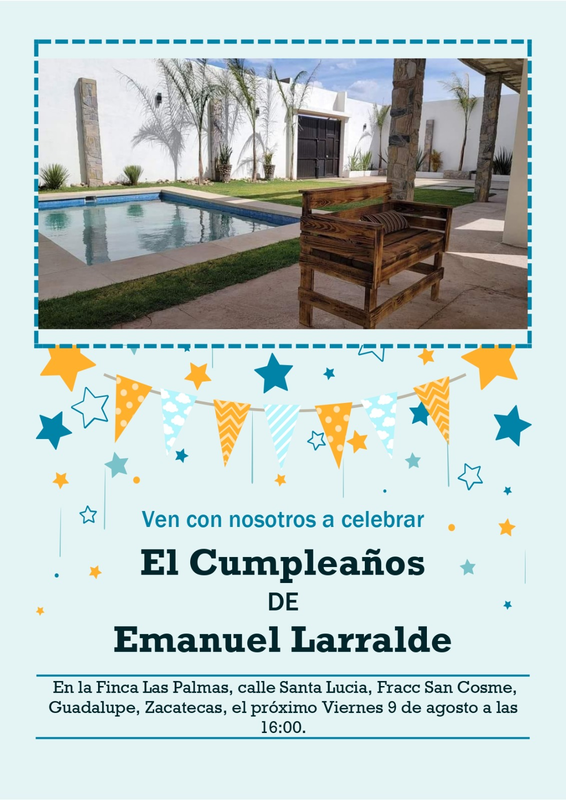 Ven con nosotros a celebrar
El Cumpleaños
DE
Emanuel Larralde
En la Finca Las Palmas, calle Santa Lucia, Fracc San Cosme,
Guadalupe, Zacatecas, el próximo Viernes 9 de agosto a las
16:00.